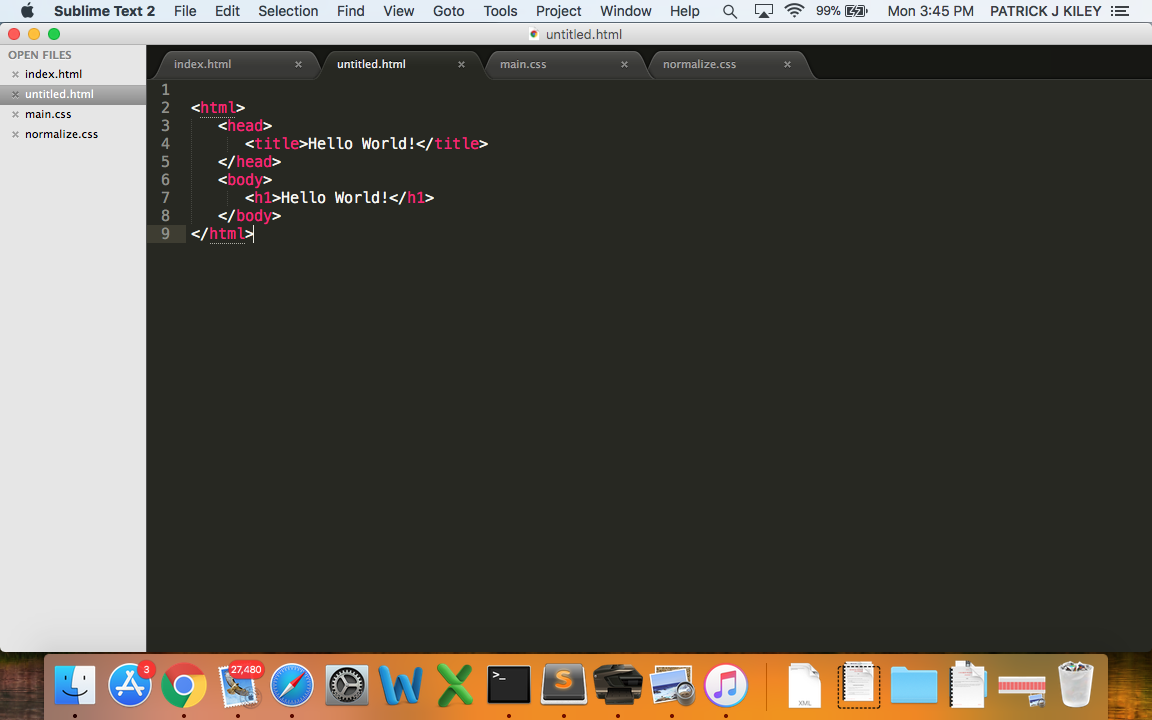 Sublime Text 2 File Edit Selection Find View Goto Tools Project Window Help 99% Mon 3:45 PM PATRICK J KILEY
untitled.html
OPEN FILES
index.html
untitled.html
main.css
normalize.css
index.html untitled.html main.css normalize.css
1
2 <html>
3 <head>
4 <title>Hello World!</title>
5 </head>
6 <body>
7 <h1>Hello World!</h1>
8 </body>
9 </html>
3
27,480
>_
S
XML